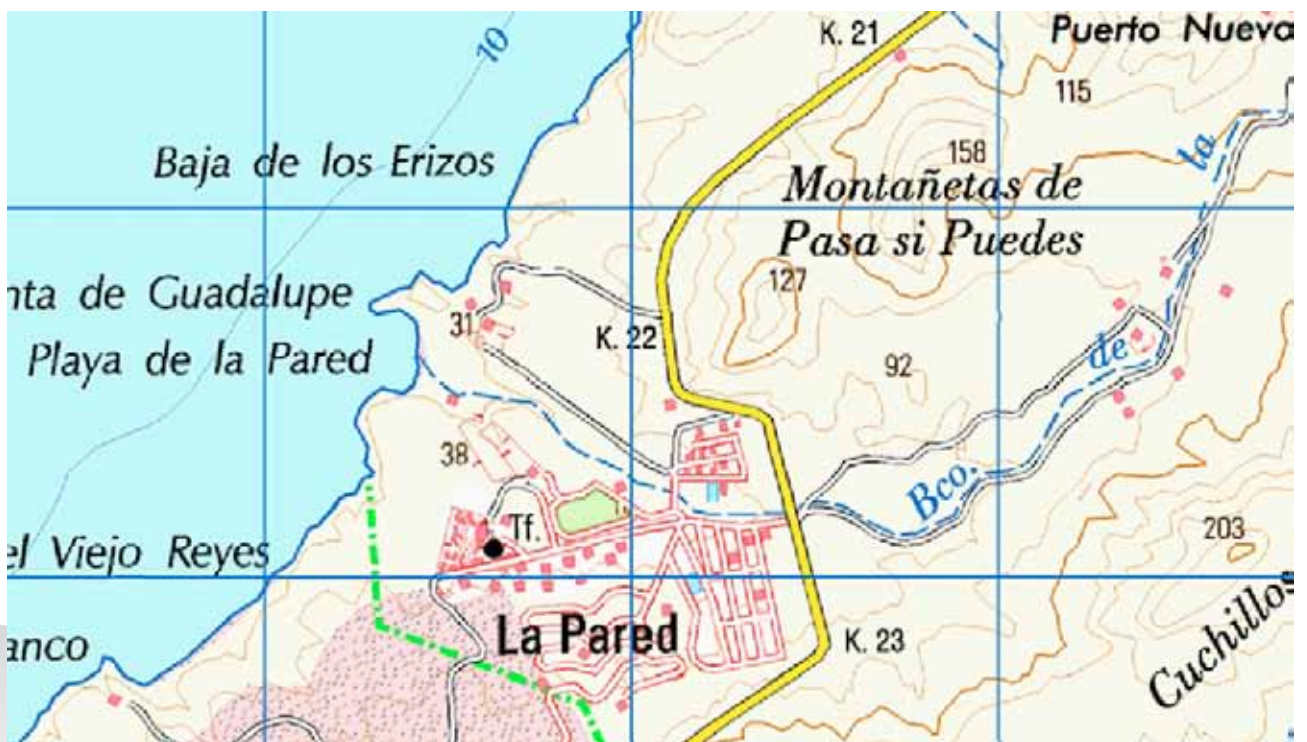 10
K. 21
Puerto Nueva
115
la
Baja de los Erizos
158
Montañetas de
Pasa si Puedes
nta de Guadalupe
127
31
K. 22
Playa de la Pared
de
92
38
Bco.
Tf.
203
el Viejo Reyes
La Pared
K. 23
anco
Cuchillos